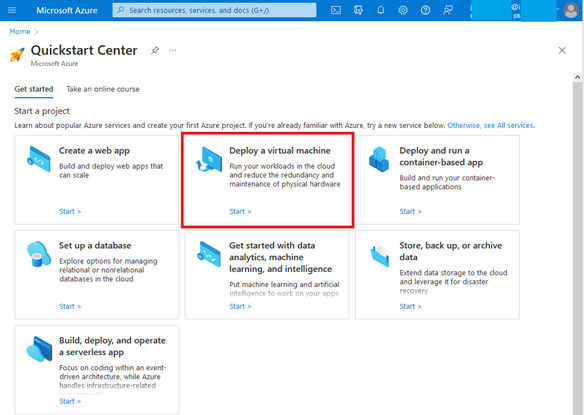 Microsoft Azure
Search resources, services, and docs (G+/)
Home >
Quickstart Center
...
Microsoft Azure
Get started
Take an online course
Start a project
Learn about popular Azure services and create your first Azure project. If you're already familiar with Azure, try a new service below. Otherwise, see All services.
Create a web app
Build and deploy web apps that
can scale
Start >
Deploy a virtual machine
Run your workloads in the cloud
and reduce the redundancy and
maintenance of physical hardware
Start >
Deploy and run a
container-based app
Build and run your container-
based applications
Start >
Set up a database
Explore options for managing
relational or nonrelational
databases in the cloud
Start >
Get started with data
analytics, machine
learning, and intelligence
Put machine learning and artificial
intelligence to work on your apps
Start >
Store, back up, or archive
data
Extend data storage to the cloud
and leverage it for disaster
recovery
Start >
Build, deploy, and operate
a serverless app
Focus on coding within an event-
driven architecture, while Azure
handles infrastructure-related
Start >